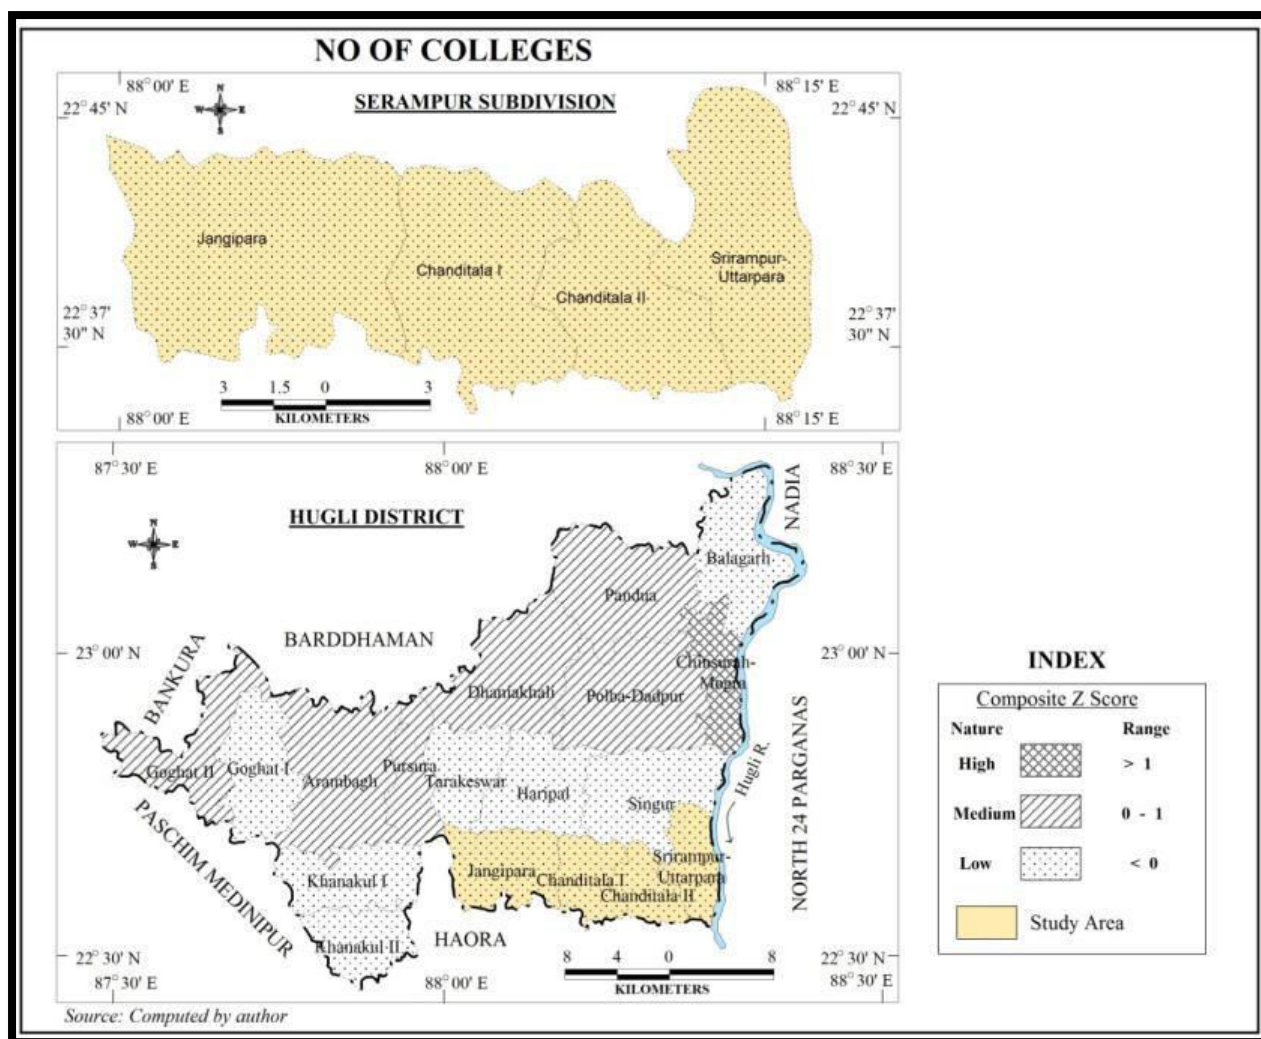 NO OF COLLEGES
SERAMPUR SUBDIVISION
88° 00' E
88° 15' E
22° 45' N
22° 45' N
N
W E
S
Jangipara
Chanditala I
Chanditala II
Srirampur-
Uttarpara
22° 37'
30" N
22° 37'
30" N
3 1.5 0 3
KILOMETERS
88° 00' E
88° 15' E
87° 30' E
88° 00' E
88° 30' E
HUGLI DISTRICT
N
W E
S
NADIA
Balagarh
Pandua
BARDDHAMAN
BANKURA
23° 00' N
23° 00' N
Chinsurah-
Mogra
Dhaniakhali
Polba-Dadpur
Goghat II
Goghat I
Arambagh
Pursura
Tarakeswar
Haripal
Singur
Hugli R.
NORTH 24 PARGANAS
PASCHIM MEDINIPUR
Jangipara
Chanditala I
Chanditala II
Srirampur-
Uttarpara
Khanakul I
Khanakul II
HAORA
22° 30' N
22° 30' N
87° 30' E
88° 00' E
88° 30' E
8 4 0 8
KILOMETERS
Source: Computed by author
INDEX
Composite Z Score
Nature Range
High > 1
Medium 0 - 1
Low < 0
Study Area